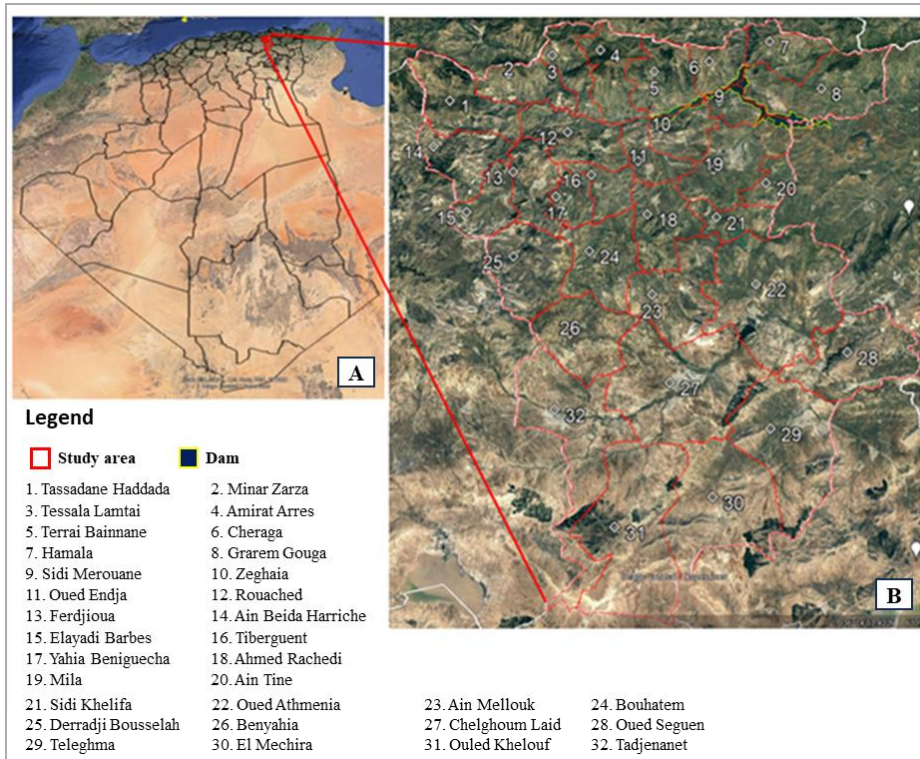 A
B
1
2
3
4
5
6
7
8
9
10
11
12
13
14
15
16
17
18
19
20
21
22
23
24
25
26
27
28
29
30
31
32
Legend
Study area Dam
1. Tassadane Haddada 2. Minar Zarza
3. Tessala Lamtai 4. Amirat Arres
5. Terrai Bainnane 6. Cheraga
7. Hamala 8. Grarem Gouga
9. Sidi Merouane 10. Zeghaia
11. Oued Endja 12. Rouached
13. Ferdjioua 14. Ain Beida Harriche
15. Elayadi Barbes 16. Tiberguent
17. Yahia Beniguecha 18. Ahmed Rachedi
19. Mila 20. Ain Tine
21. Sidi Khelifa 22. Oued Athmenia 23. Ain Mellouk 24. Bouhatem
25. Derradji Bousselah 26. Benyahia 27. Chelghoum Laid 28. Oued Seguen
29. Teleghma 30. El Mechira 31. Ouled Khelouf 32. Tadjenanet